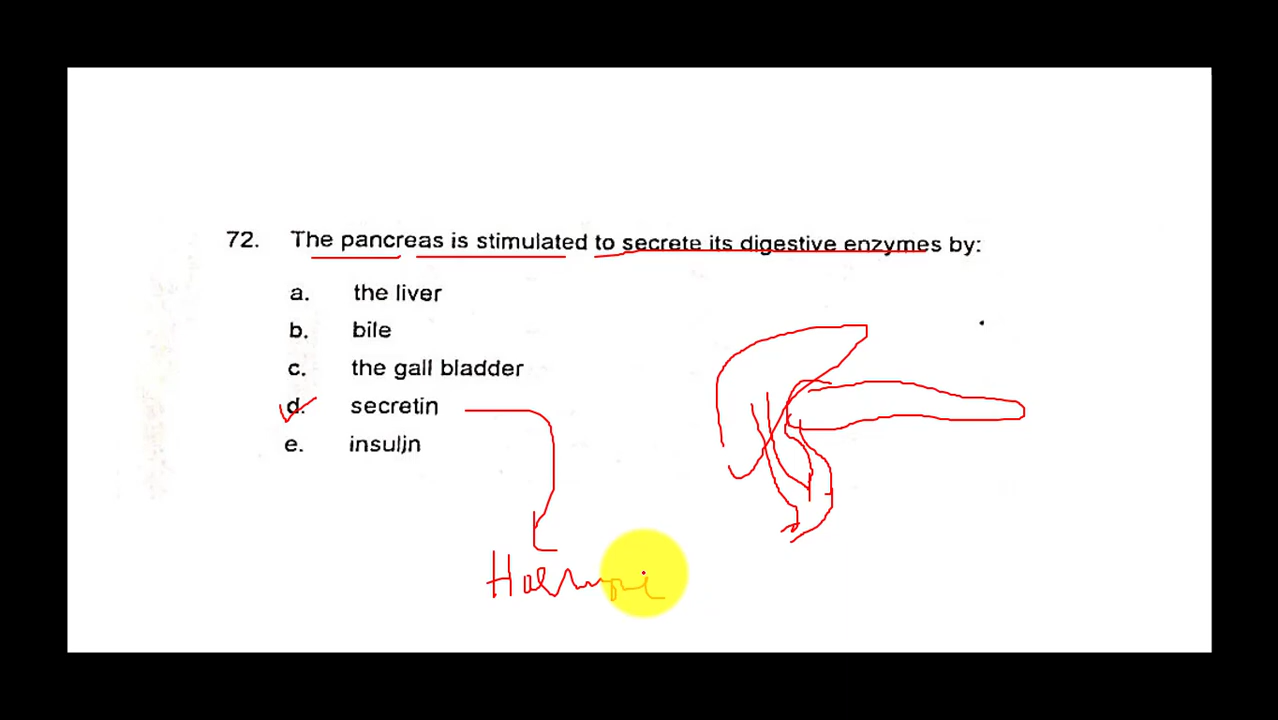 72. The pancreas is stimulated to secrete its digestive enzymes by:
a. the liver
b. bile
c. the gall bladder
d. secretin
e. insulin